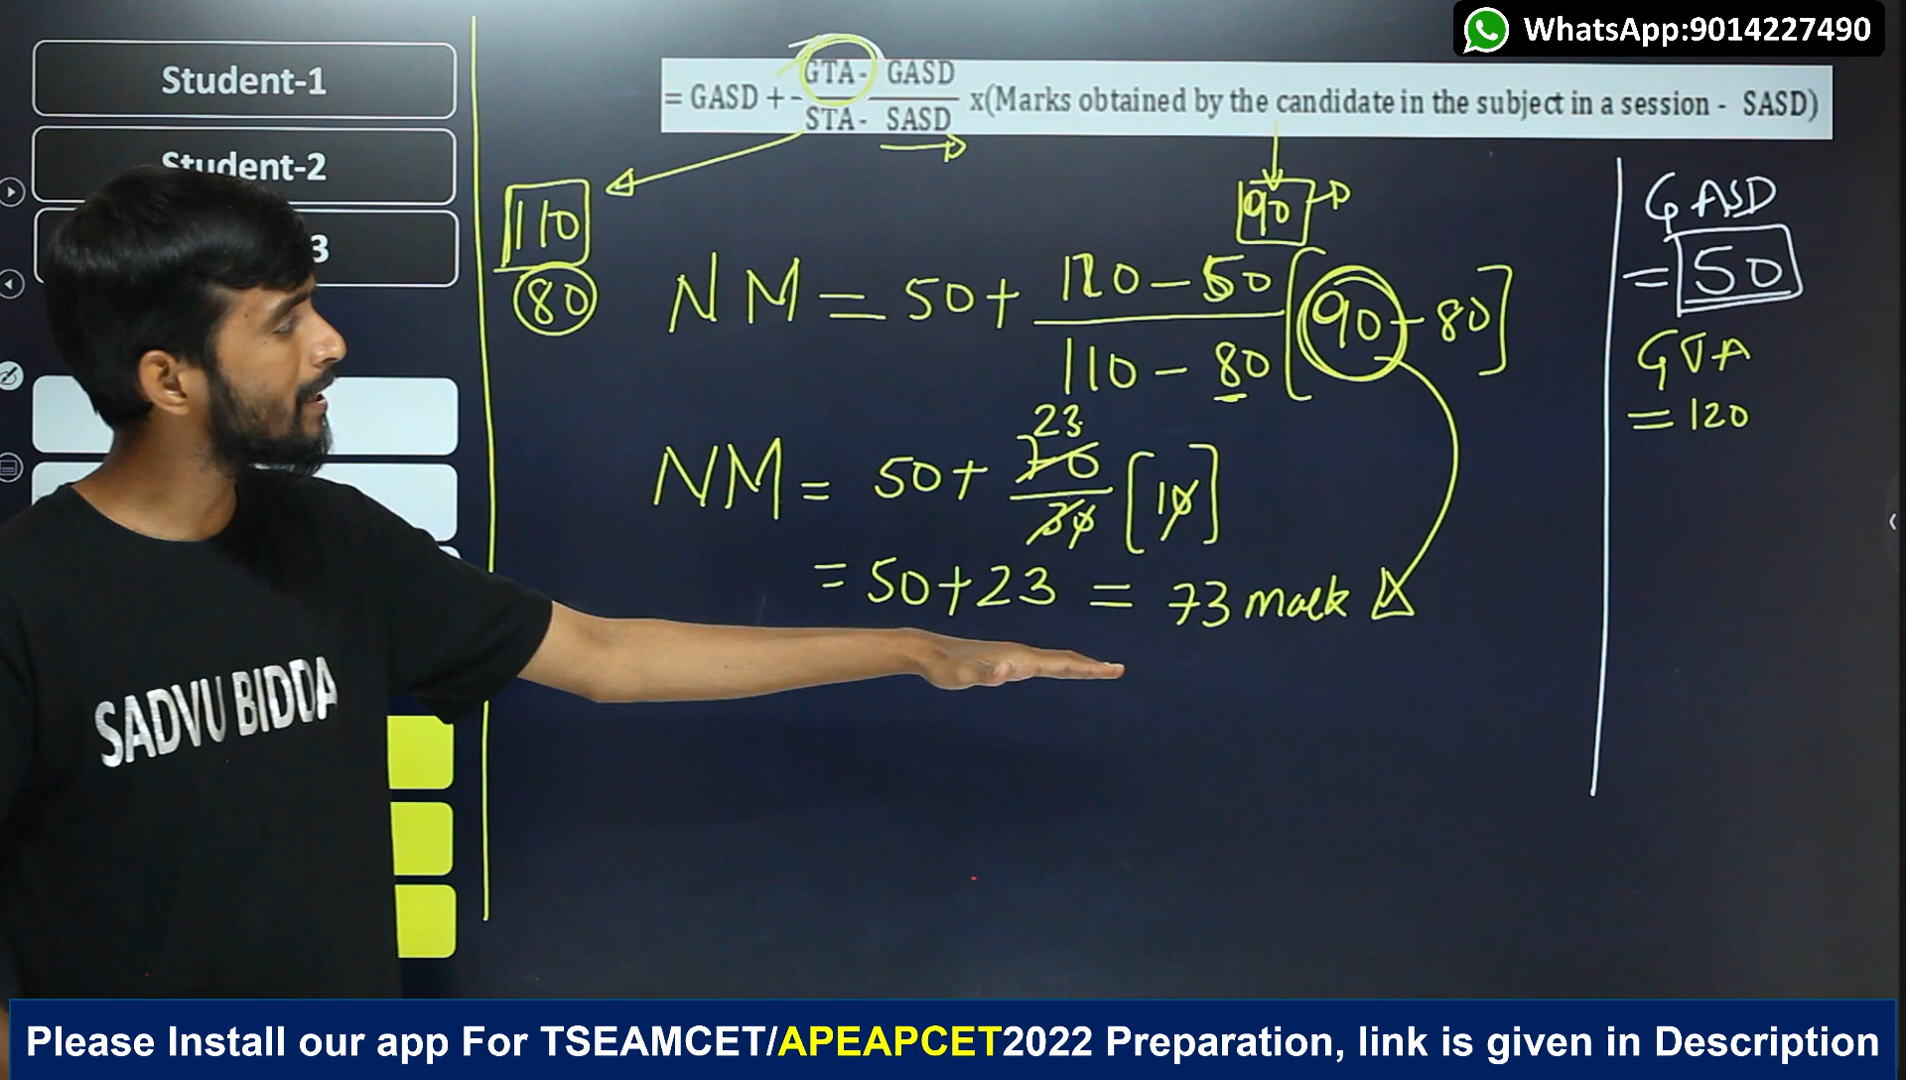 WhatsApp:9014227490
Student-1
Student-2
3
= GASD + GTA - GASD / STA - SASD x(Marks obtained by the candidate in the subject in a session - SASD)
110
80
90
NM = 50 + 120 - 50 / 110 - 80 [90 - 80]
23
NM = 50 + 70 / 30 [10]
= 50 + 23 = 73 mark
GASD
= 50
GTA
= 120
SADVU BIDDA
Please Install our app For TSEAMCET/APEAPCET2022 Preparation, link is given in Description